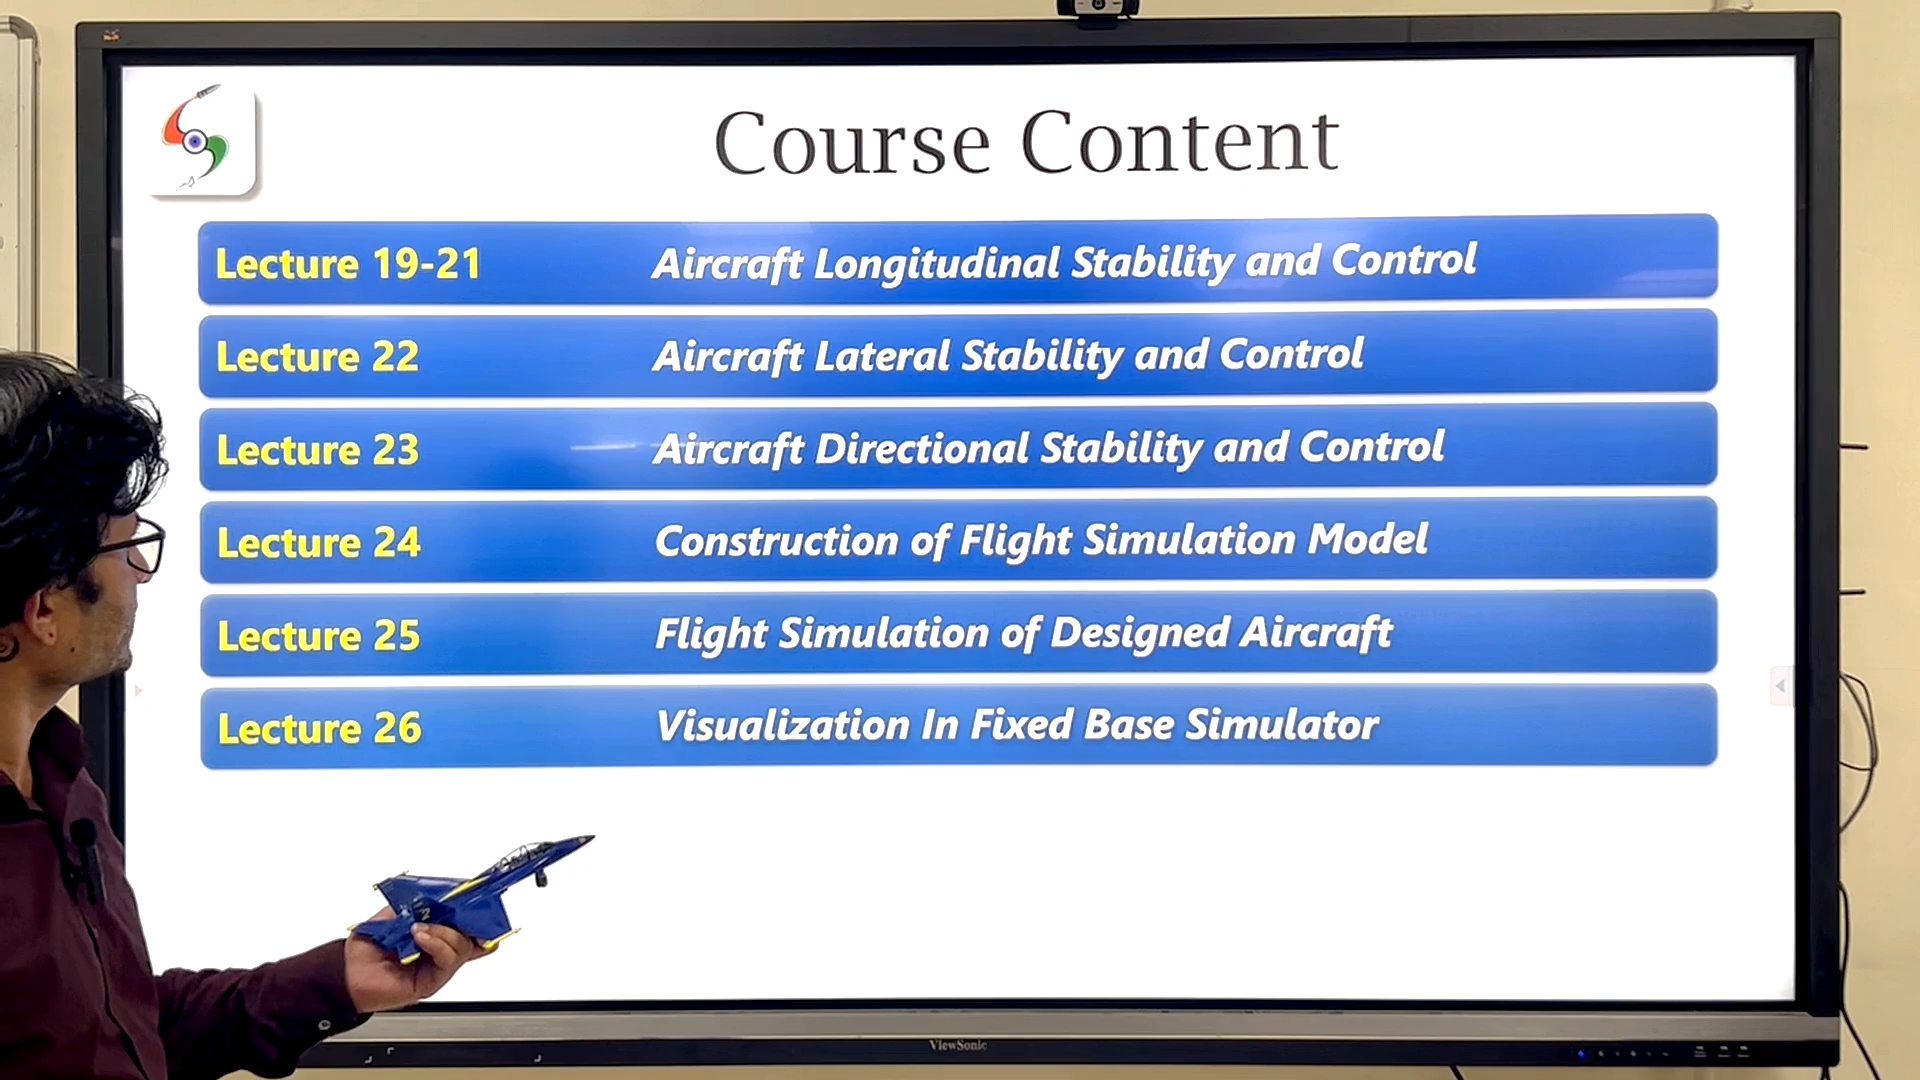 Course Content
Lecture 19-21 Aircraft Longitudinal Stability and Control
Lecture 22 Aircraft Lateral Stability and Control
Lecture 23 Aircraft Directional Stability and Control
Lecture 24 Construction of Flight Simulation Model
Lecture 25 Flight Simulation of Designed Aircraft
Lecture 26 Visualization In Fixed Base Simulator
2
ViewSonic